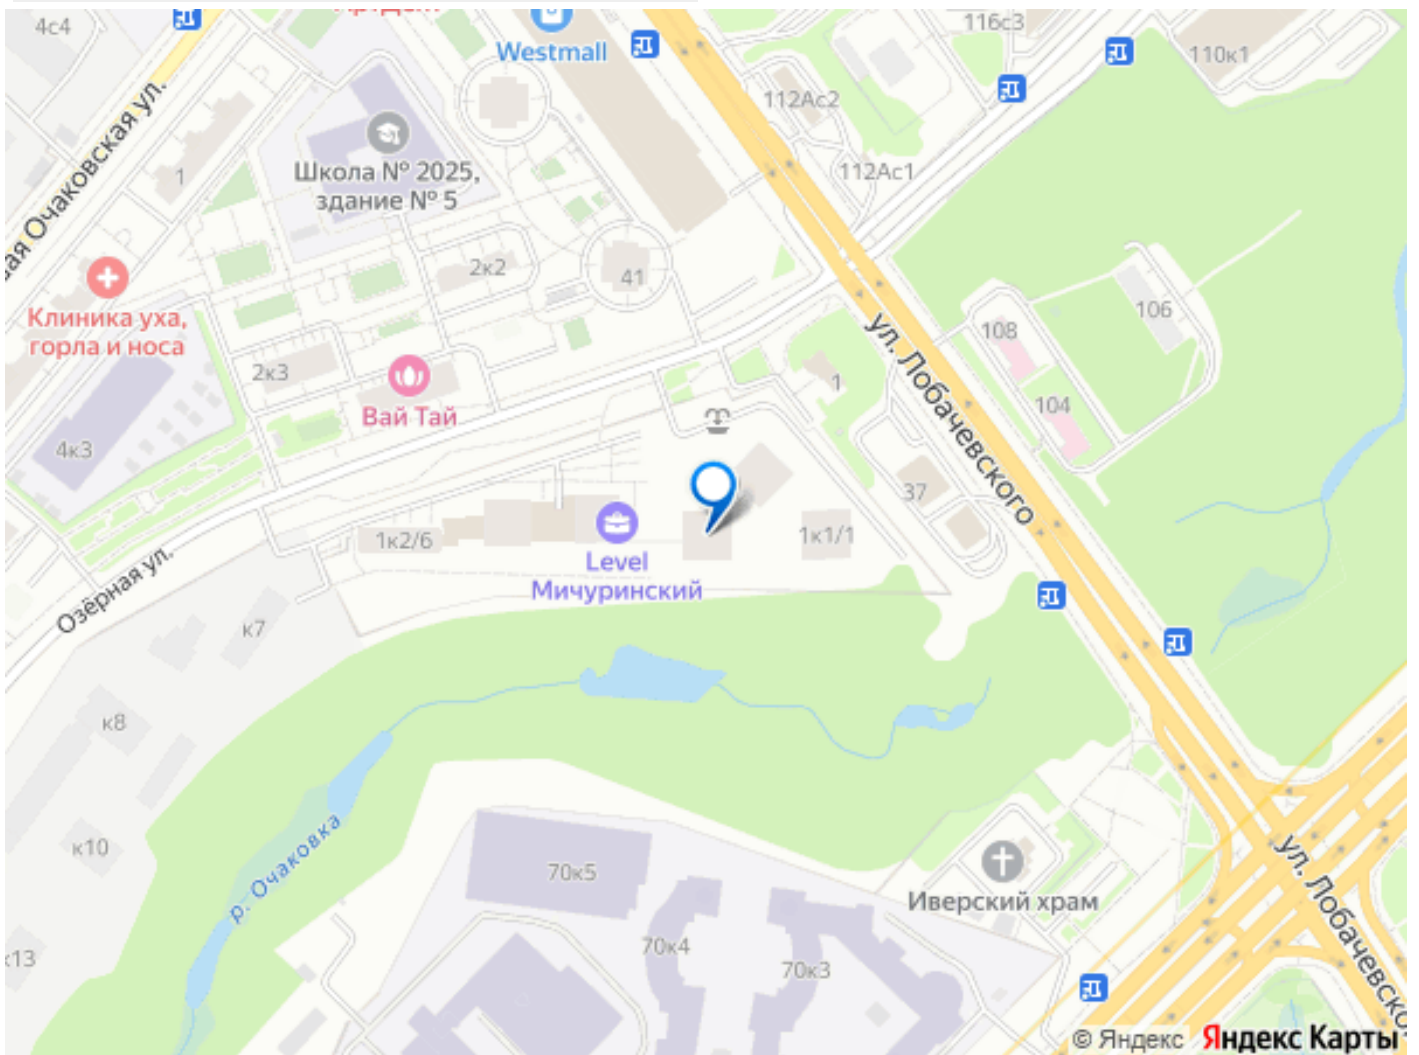 4с4
Westmall
116с3
110к1
112Ас2
112Ас1
Школа № 2025,
здание № 5
1
Очаковская ул.
2к2
41
Клиника уха,
горла и носа
2к3
Вай Тай
4к3
ул. Лобачевского
106
108
104
1
37
1к2/6
1к1/1
Level
Мичуринский
Озёрная ул.
к7
к8
к10
р. Очаковка
70к5
70к4
70к3
Иверский храм
ул. Лобачевско
© Яндекс Яндекс Карты